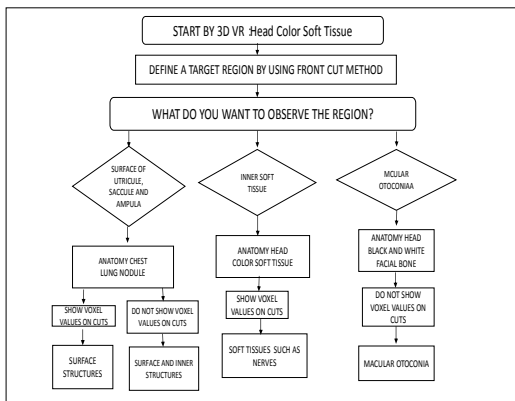 START BY 3D VR :Head Color Soft Tissue
DEFINE A TARGET REGION BY USING FRONT CUT METHOD
WHAT DO YOU WANT TO OBSERVE THE REGION?
SURFACE OF
UTRICULE,
SACCULE AND
AMPULA
INNER SOFT
TISSUE
MCULAR
OTOCONIAA
ANATOMY CHEST
LUNG NODULE
ANATOMY HEAD
COLOR SOFT TISSUE
ANATOMY HEAD
BLACK AND WHITE
FACIAL BONE
SHOW VOXEL
VALUES ON CUTS
DO NOT SHOW VOXEL
VALUES ON CUTS
SHOW VOXEL
VALUES ON CUTS
DO NOT SHOW
VOXEL VALUES ON
CUTS
SURFACE
STRUCTURES
SURFACE AND INNER
STRUCTURES
SOFT TISSUES SUCH AS
NERVES
MACULAR OTOCONIA